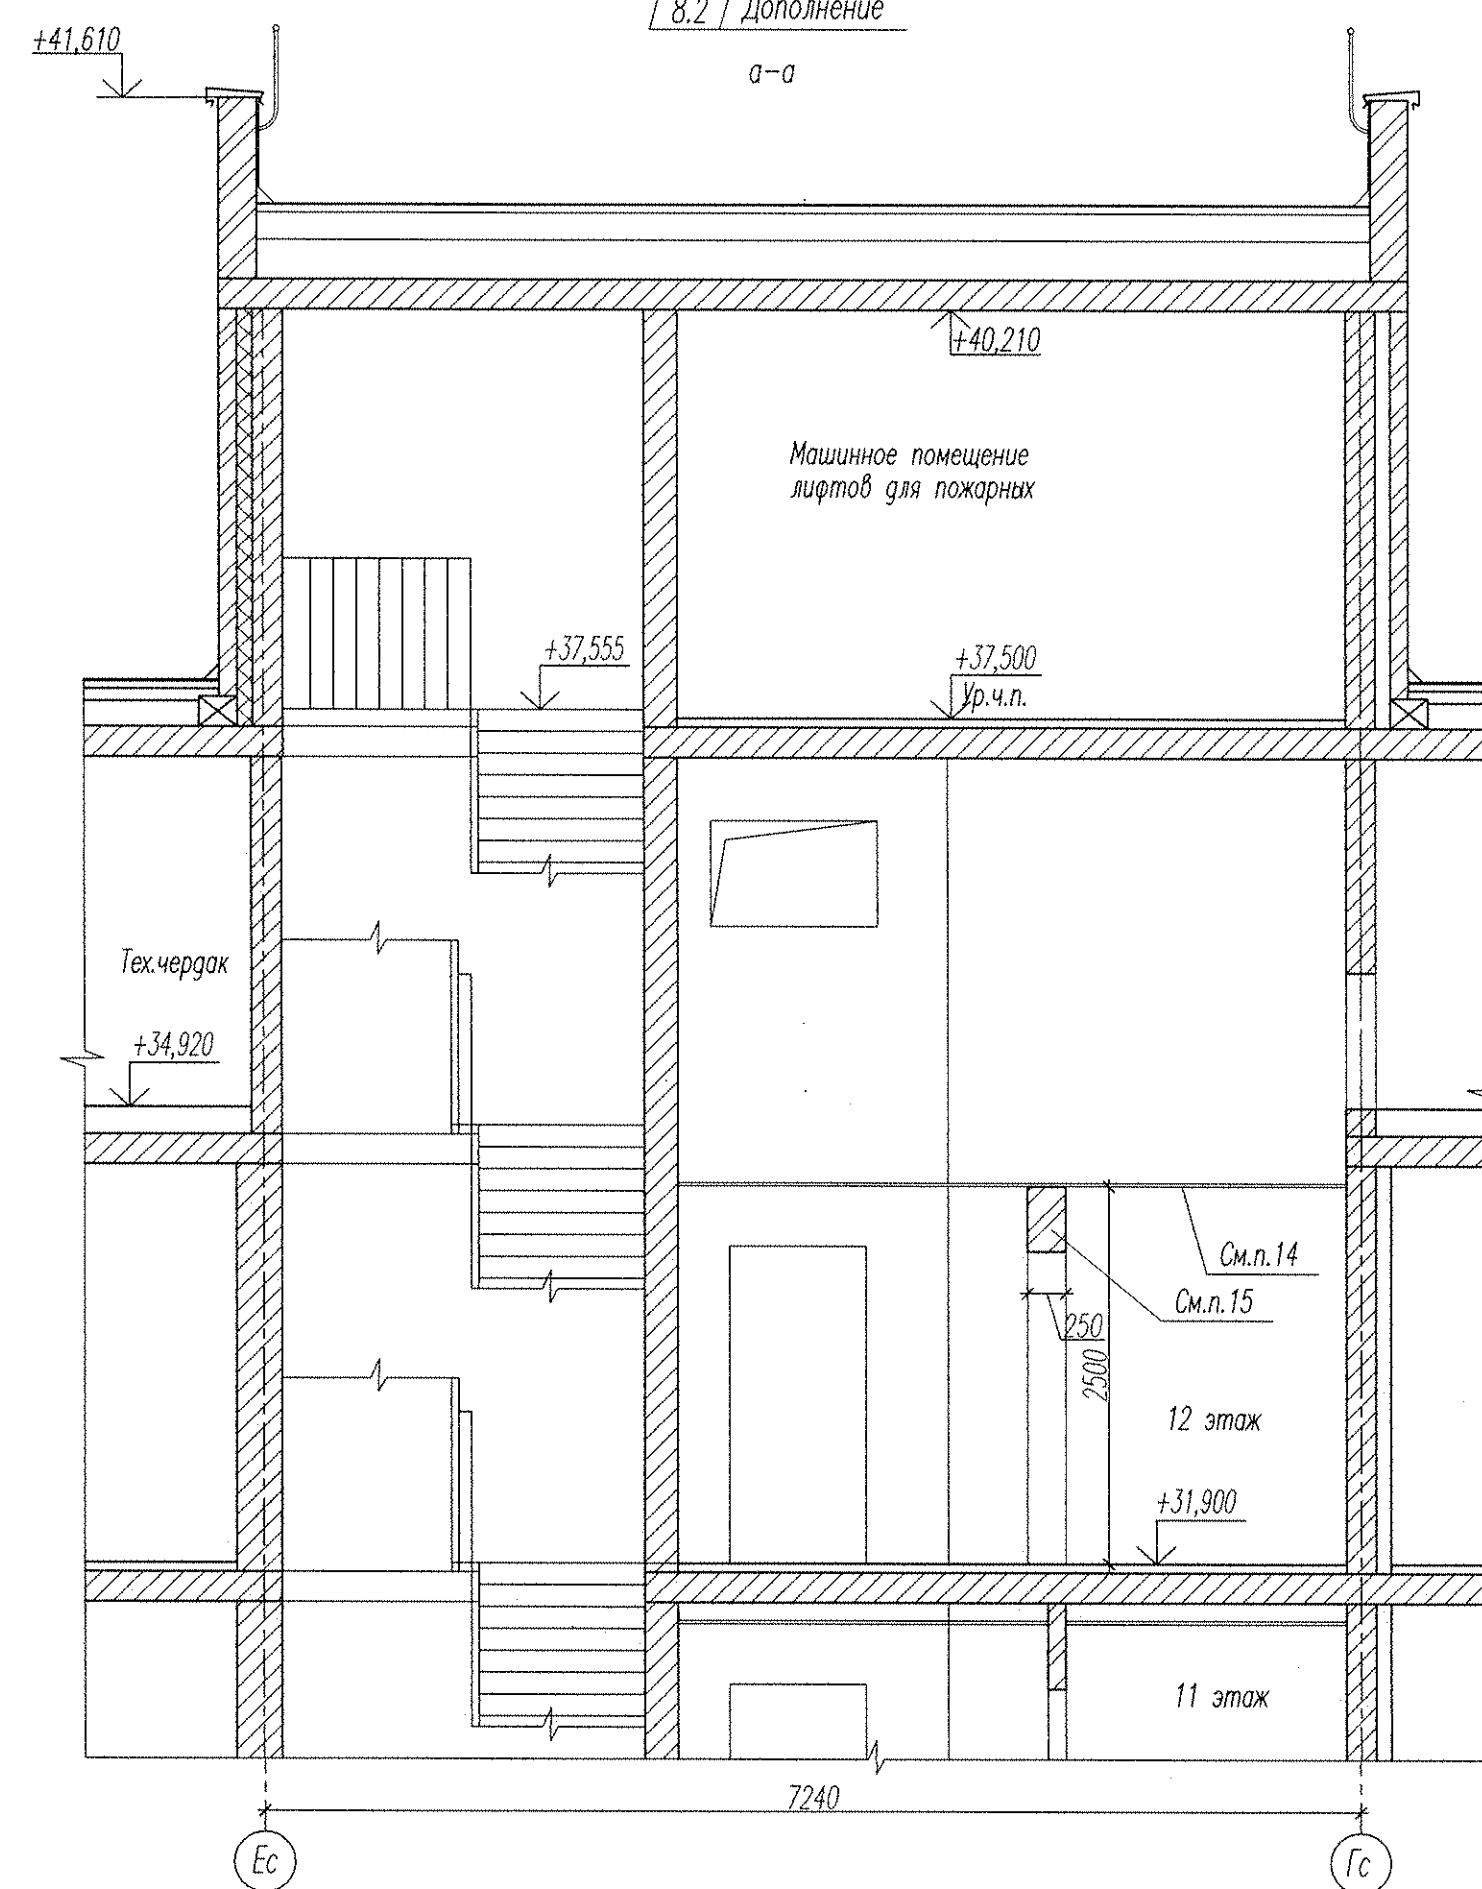 8.2 / Дополнение
а-а
+41,610
+40,210
Машинное помещение
лифтов для пожарных
+37,555
+37,500
Ур.ч.п.
Тех.чердак
+34,920
См.п.14
См.п.15
250
2500
12 этаж
+31,900
11 этаж
7240
Ес
Гс